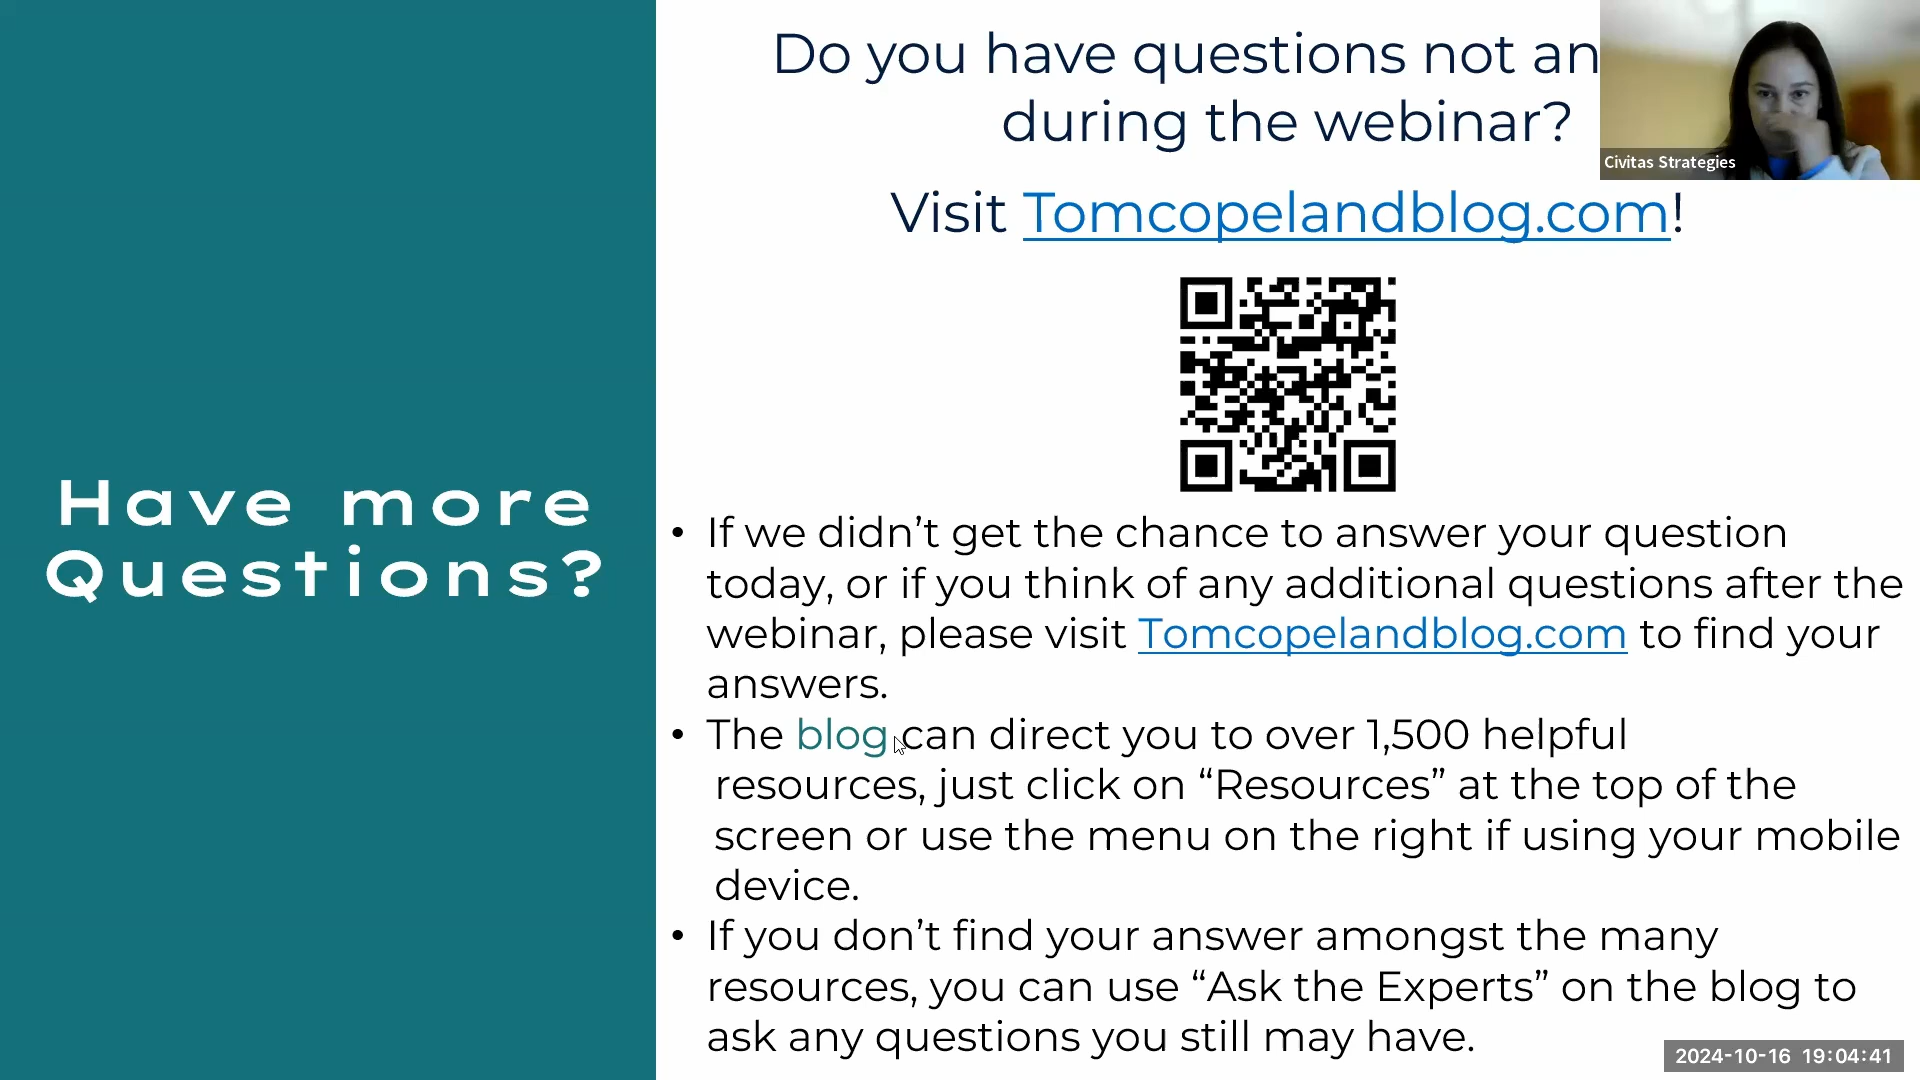 Have more
Questions?
Do you have questions not an
during the webinar?
Visit Tomcopelandblog.com!
Civitas Strategies
• If we didn’t get the chance to answer your question
today, or if you think of any additional questions after the
webinar, please visit Tomcopelandblog.com to find your
answers.
• The blog can direct you to over 1,500 helpful
resources, just click on “Resources” at the top of the
screen or use the menu on the right if using your mobile
device.
• If you don’t find your answer amongst the many
resources, you can use “Ask the Experts” on the blog to
ask any questions you still may have.
2024-10-16 19:04:41